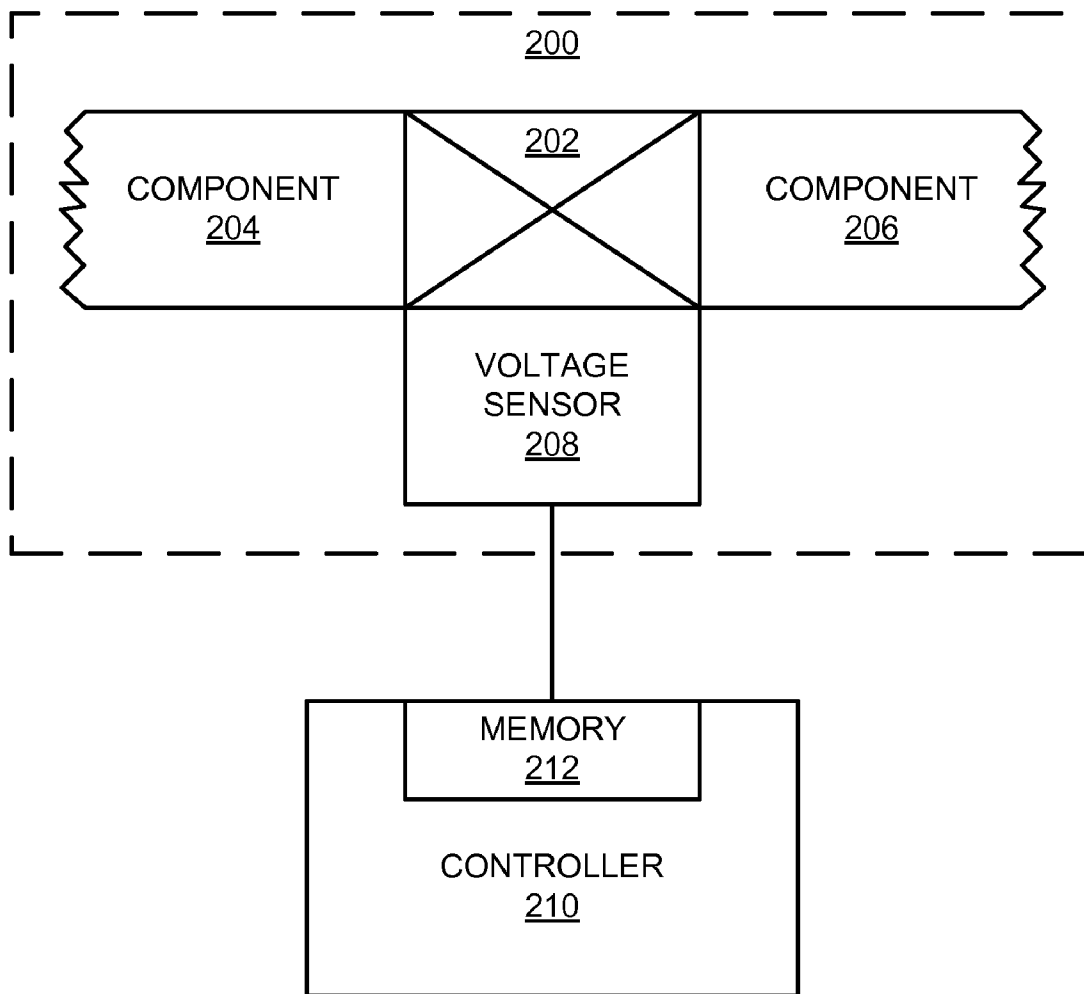 200
202
COMPONENT
204
COMPONENT
206
VOLTAGE
SENSOR
208
MEMORY
212
CONTROLLER
210